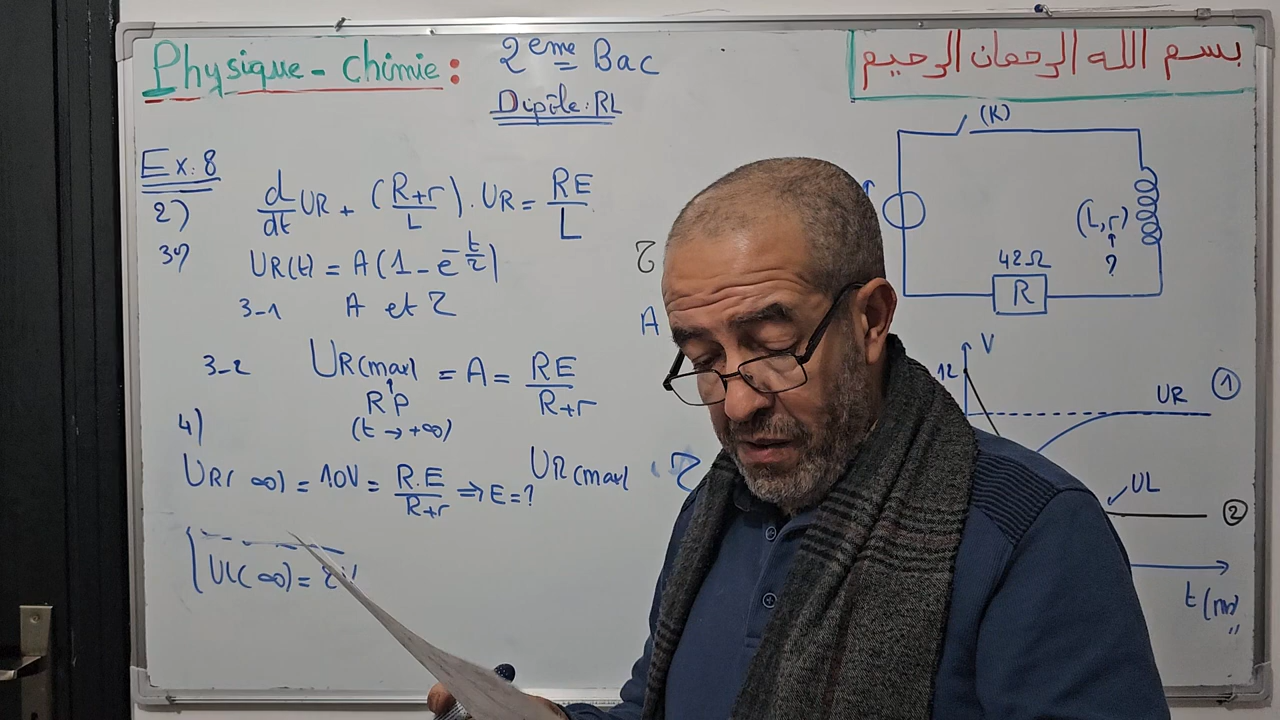 Physique - Chimie :
2eme Bac
Dipôle: RL
بسم الله الرحمان الرحيم
Ex: 8
2) d/dt UR + (R+r/L) . UR = RE/L
3°) UR(t) = A(1 - e^-t/τ)
3-1 A et τ
3-2 UR(max) = A = RE/R+r
RP
(t → +∞)
4)
UR(∞) = 10V = R.E/R+r ⇒ E = ?
UR(max)
τ
UL(∞) =
τ
A
(K)
(L,r)
?
42Ω
R
V
12
UR
1
UL
2
t(ms)